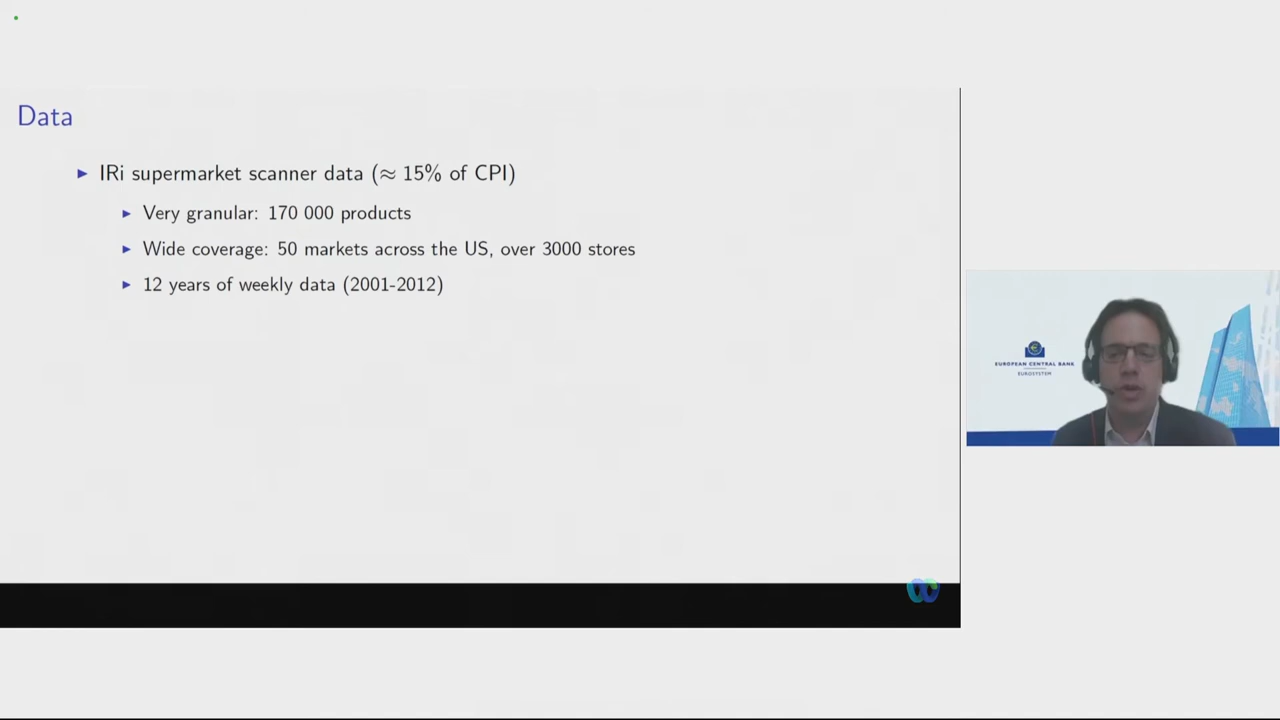 Data
► IRi supermarket scanner data (≈ 15% of CPI)
► Very granular: 170 000 products
► Wide coverage: 50 markets across the US, over 3000 stores
► 12 years of weekly data (2001-2012)
EUROPEAN CENTRAL BANK
EUROSYSTEM